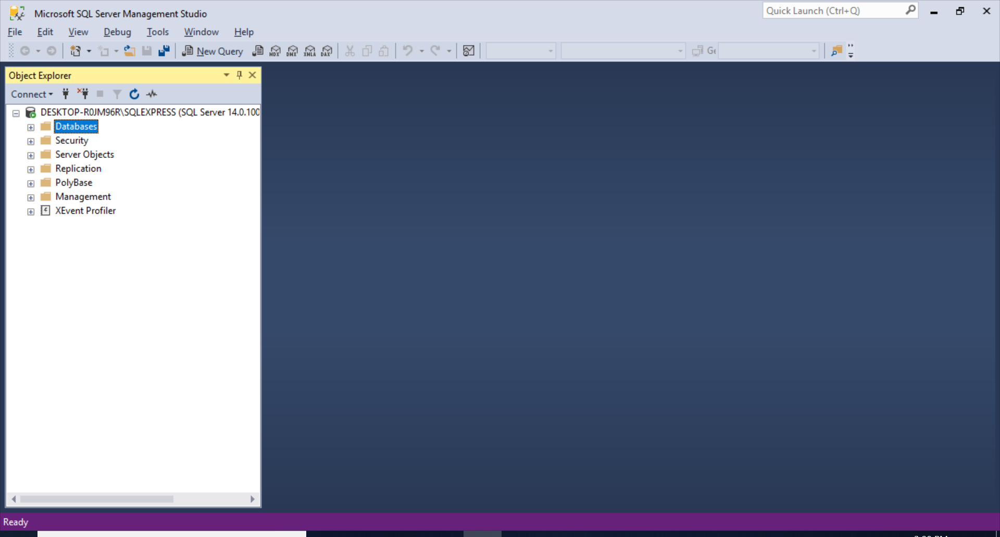 Microsoft SQL Server Management Studio
Quick Launch (Ctrl+Q)
File Edit View Debug Tools Window Help
New Query MDX DMX XMLA DAX
Object Explorer
Connect
DESKTOP-R0JM96R\SQLEXPRESS (SQL Server 14.0.100
Databases
Security
Server Objects
Replication
PolyBase
Management
XEvent Profiler
Ready